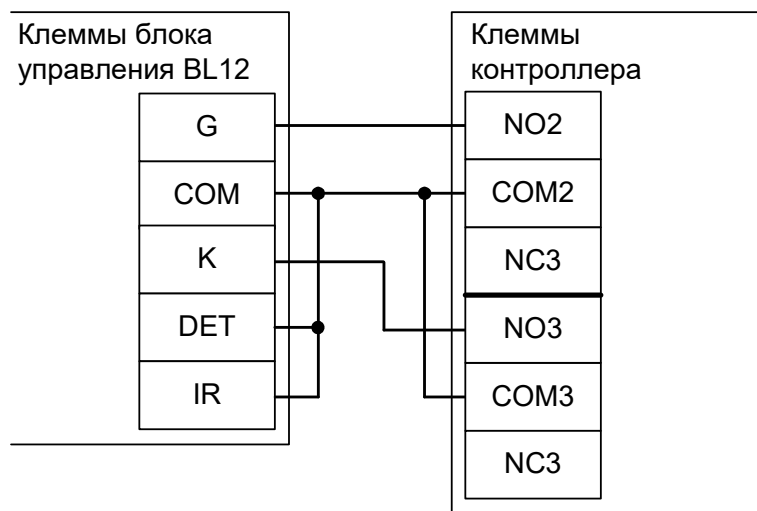 Клеммы блока
управления BL12
G
COM
K
DET
IR
Клеммы
контроллера
NO2
COM2
NC3
NO3
COM3
NC3